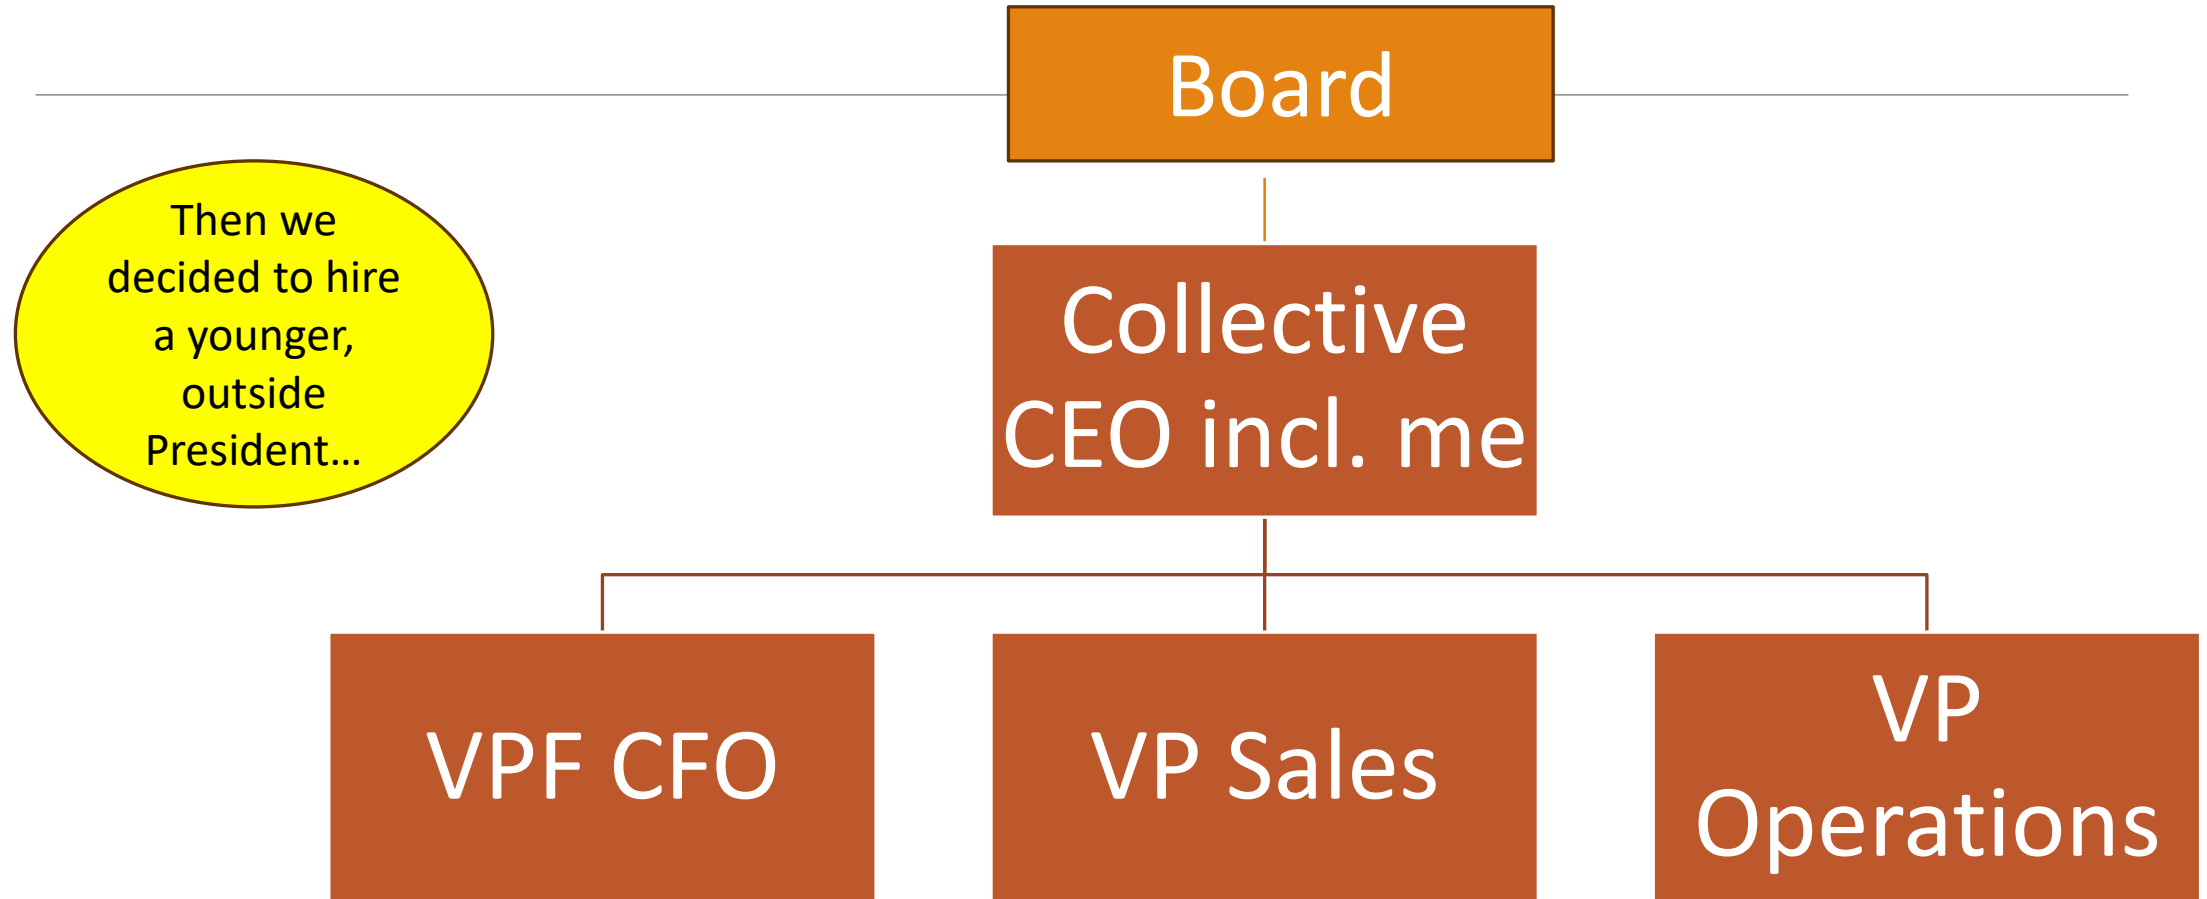 Board
Then we
decided to hire
a younger,
outside
President…
Collective
CEO incl. me
VPF CFO
VP Sales
VP
Operations